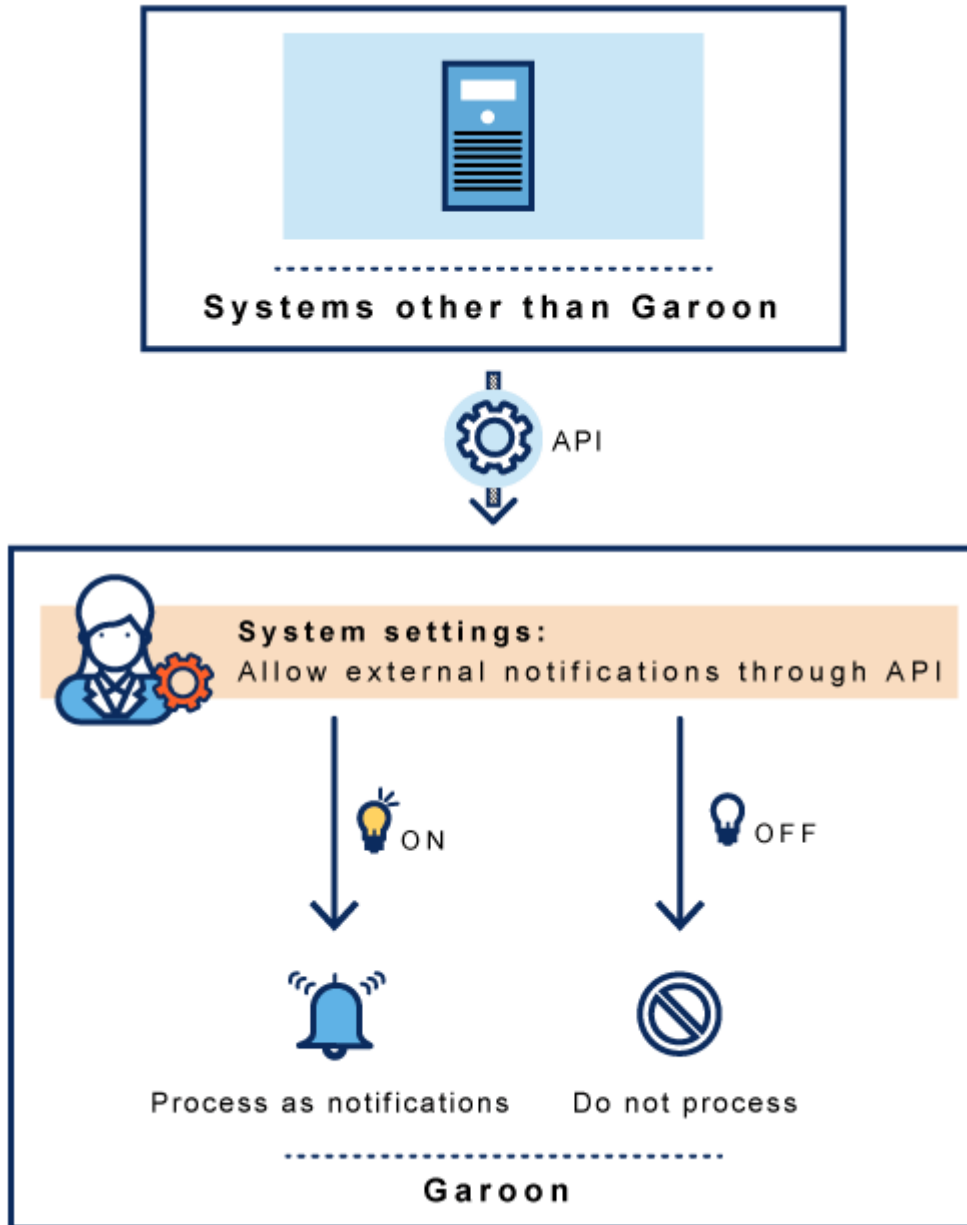 Systems other than Garoon
API
System settings:
Allow external notifications through API
ON
OFF
Process as notifications
Do not process
Garoon